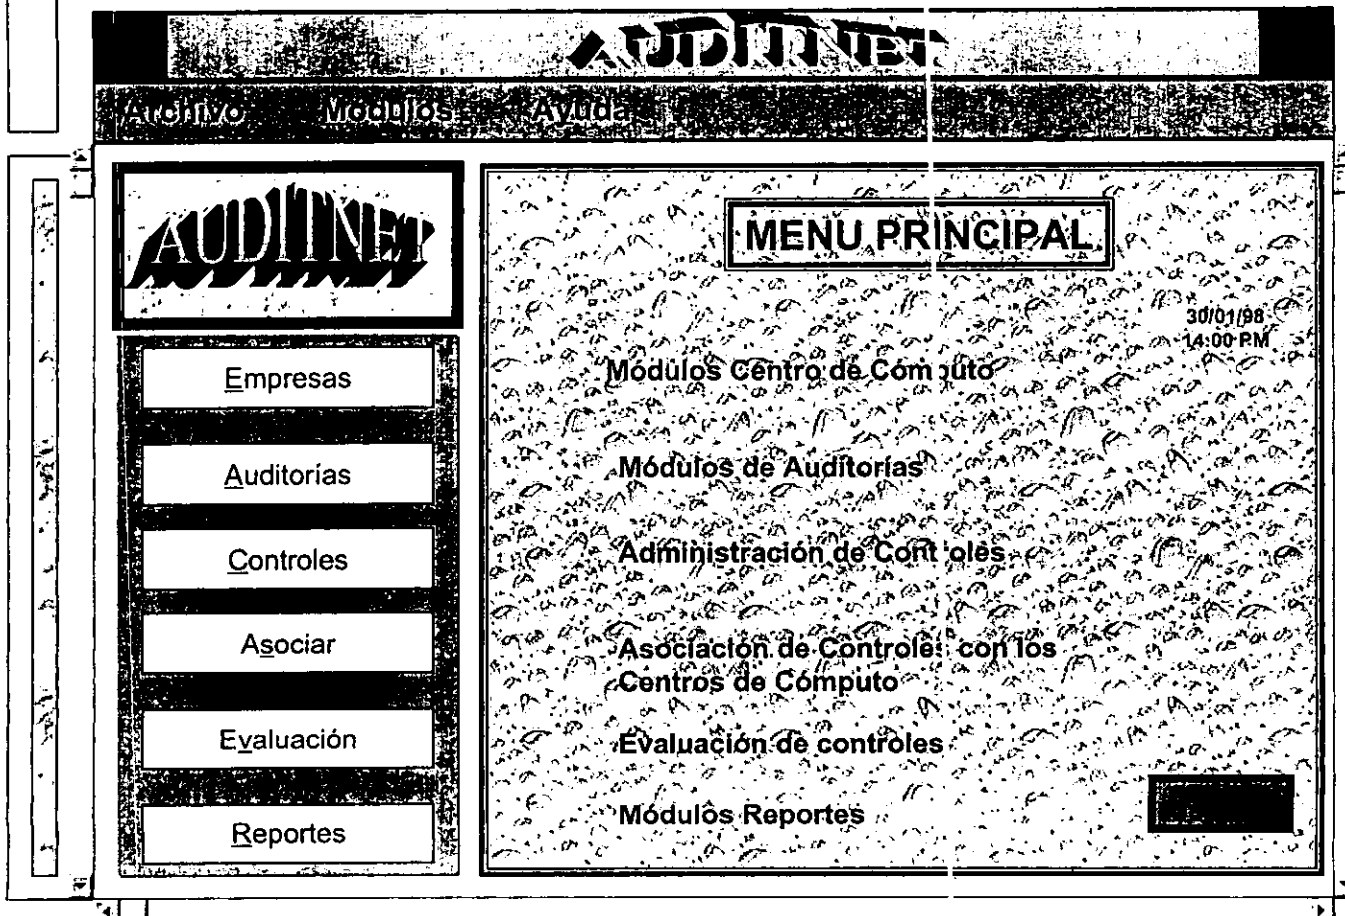 AUDITNET
Archivo Modulos Ayuda
AUDITNET
MENU PRINCIPAL
30/01/98
14:00 PM
Empresas
Módulos Centro de Cómputo
Auditorías
Módulos de Auditorías
Controles
Administración de Controles
Asociar
Asociación de Controles con los
Centros de Cómputo
Evaluación
Evaluación de controles
Reportes
Módulos Reportes